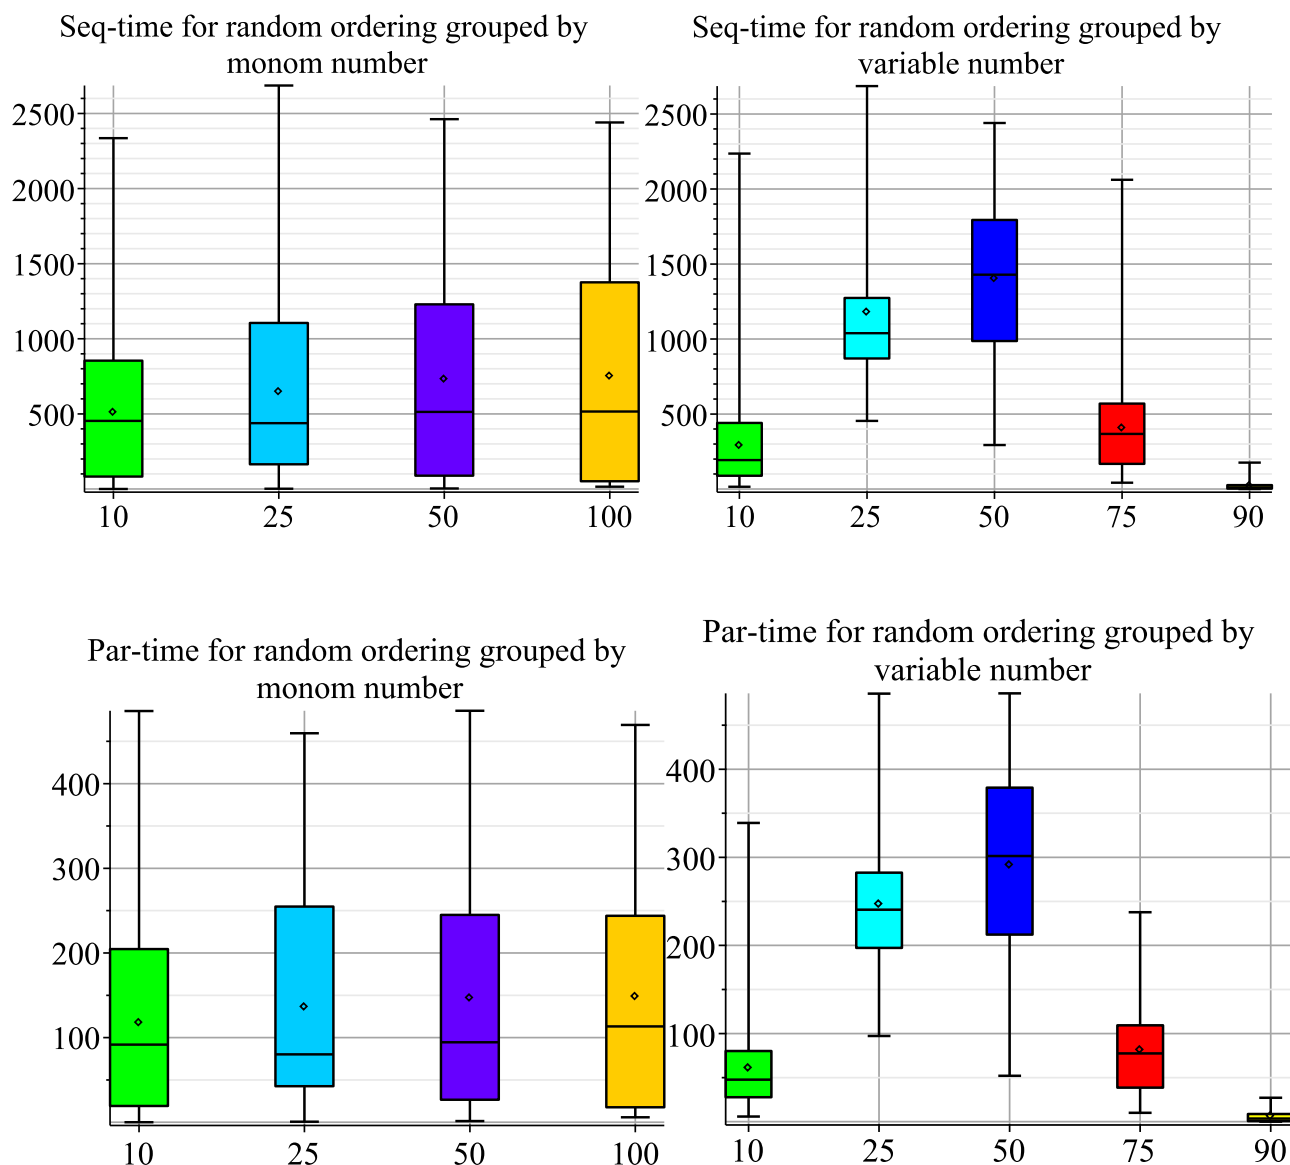 Seq-time for random ordering grouped by
monom number
2500
2000
1500
1000
500
10 25 50 100
Seq-time for random ordering grouped by
variable number
2500
2000
1500
1000
500
10 25 50 75 90
Par-time for random ordering grouped by
monom number
400
300
200
100
10 25 50 100
Par-time for random ordering grouped by
variable number
400
300
200
100
10 25 50 75 90